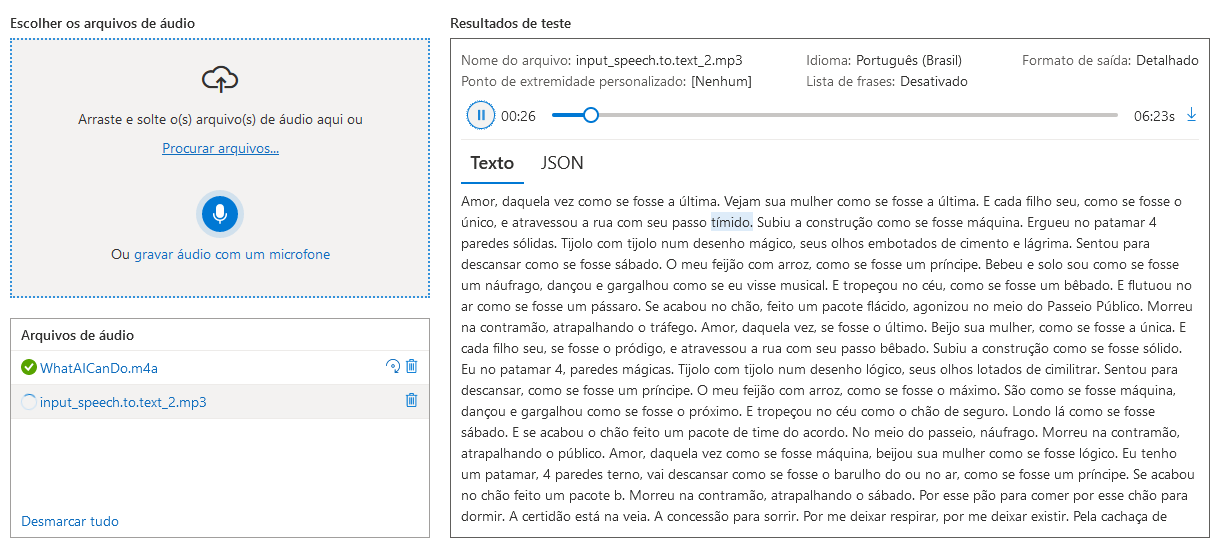 Escolher os arquivos de áudio
Arraste e solte o(s) arquivo(s) de áudio aqui ou
Procurar arquivos...
Ou gravar áudio com um microfone
Arquivos de áudio
WhatAICanDo.m4a
input_speech.to.text_2.mp3
Desmarcar tudo
Resultados de teste
Nome do arquivo: input_speech.to.text_2.mp3 Idioma: Português (Brasil) Formato de saída: Detalhado
Ponto de extremidade personalizado: [Nenhum] Lista de frases: Desativado
00:26 06:23s
Texto JSON
Amor, daquela vez como se fosse a última. Vejam sua mulher como se fosse a última. E cada filho seu, como se fosse o
único, e atravessou a rua com seu passo tímido. Subiu a construção como se fosse máquina. Ergueu no patamar 4
paredes sólidas. Tijolo com tijolo num desenho mágico, seus olhos embotados de cimento e lágrima. Sentou para
descansar como se fosse sábado. O meu feijão com arroz, como se fosse um príncipe. Bebeu e solo sou como se fosse
um náufrago, dançou e gargalhou como se eu visse musical. E tropeçou no céu, como se fosse um bêbado. E flutuou no
ar como se fosse um pássaro. Se acabou no chão, feito um pacote flácido, agonizou no meio do Passeio Público. Morreu
na contramão, atrapalhando o tráfego. Amor, daquela vez, se fosse o último. Beijo sua mulher, como se fosse a única. E
cada filho seu, se fosse o pródigo, e atravessou a rua com seu passo bêbado. Subiu a construção como se fosse sólido.
Eu no patamar 4, paredes mágicas. Tijolo com tijolo num desenho lógico, seus olhos lotados de cimilitrar. Sentou para
descansar, como se fosse um príncipe. O meu feijão com arroz, como se fosse o máximo. São como se fosse máquina,
dançou e gargalhou como se fosse o próximo. E tropeçou no céu como o chão de seguro. Londo lá como se fosse
sábado. E se acabou o chão feito um pacote de time do acordo. No meio do passeio, náufrago. Morreu na contramão,
atrapalhando o público. Amor, daquela vez como se fosse máquina, beijou sua mulher como se fosse lógico. Eu tenho
um patamar, 4 paredes terno, vai descansar como se fosse o barulho do ou no ar, como se fosse um príncipe. Se acabou
no chão feito um pacote b. Morreu na contramão, atrapalhando o sábado. Por esse pão para comer por esse chão para
dormir. A certidão está na veia. A concessão para sorrir. Por me deixar respirar, por me deixar existir. Pela cachaça de